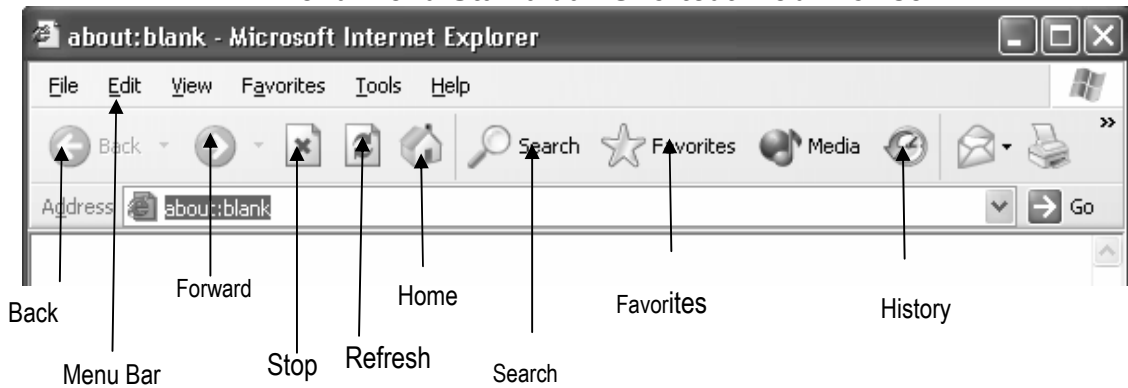 about:blank - Microsoft Internet Explorer
File Edit View Favorites Tools Help
Back Search Favorites Media »
Address about:blank Go
Back Forward Home Favorites History
Menu Bar Stop Refresh Search